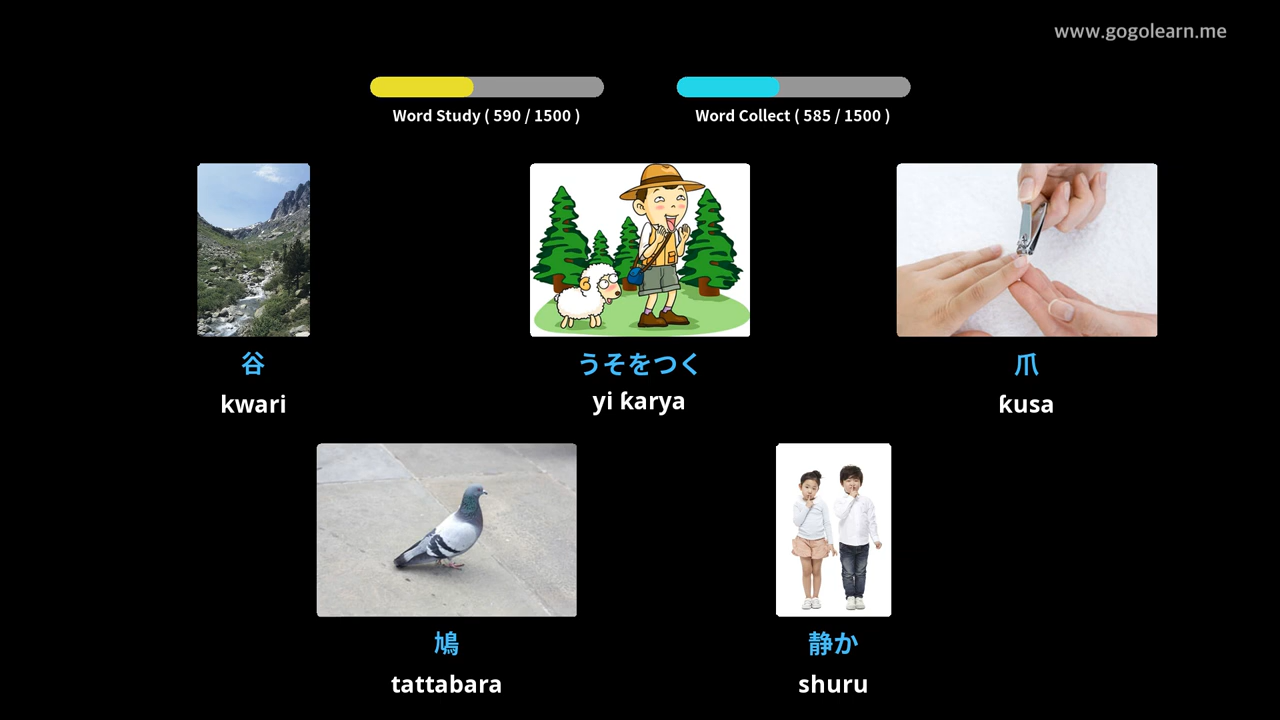 www.gogolearn.me
Word Study ( 590 / 1500 )
Word Collect ( 585 / 1500 )
谷
kwari
うそをつく
yi ƙarya
爪
ƙusa
鳩
tattabara
静か
shuru